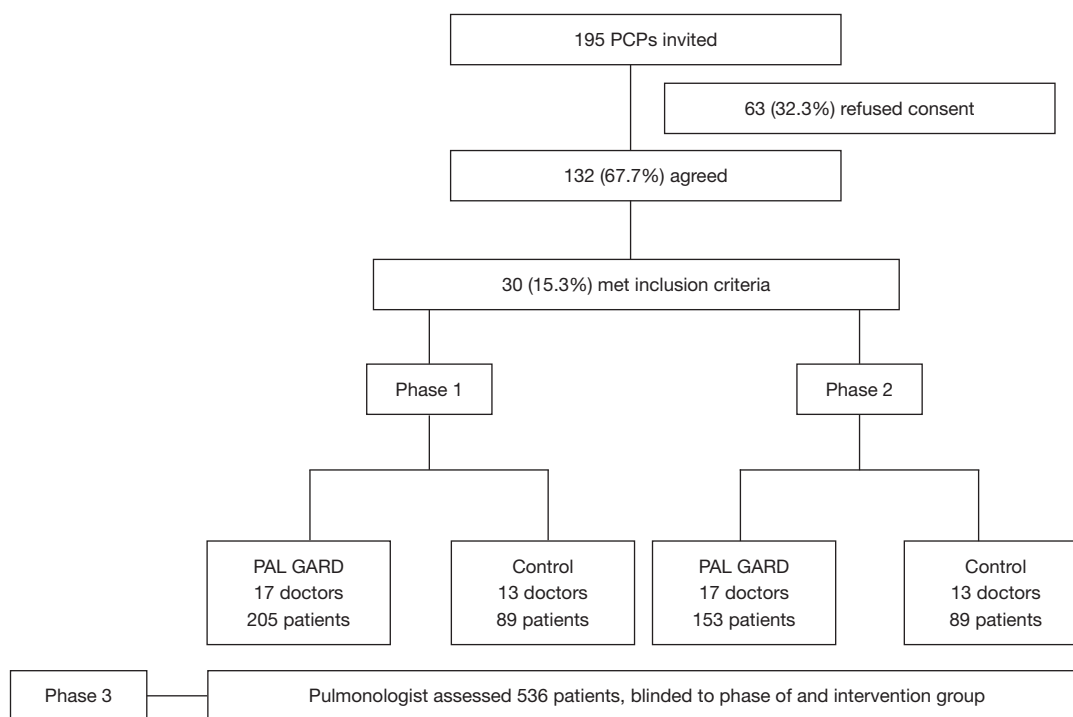 195 PCPs invited
63 (32.3%) refused consent
132 (67.7%) agreed
30 (15.3%) met inclusion criteria
Phase 1
Phase 2
PAL GARD
17 doctors
205 patients
Control
13 doctors
89 patients
PAL GARD
17 doctors
153 patients
Control
13 doctors
89 patients
Phase 3
Pulmonologist assessed 536 patients, blinded to phase of and intervention group